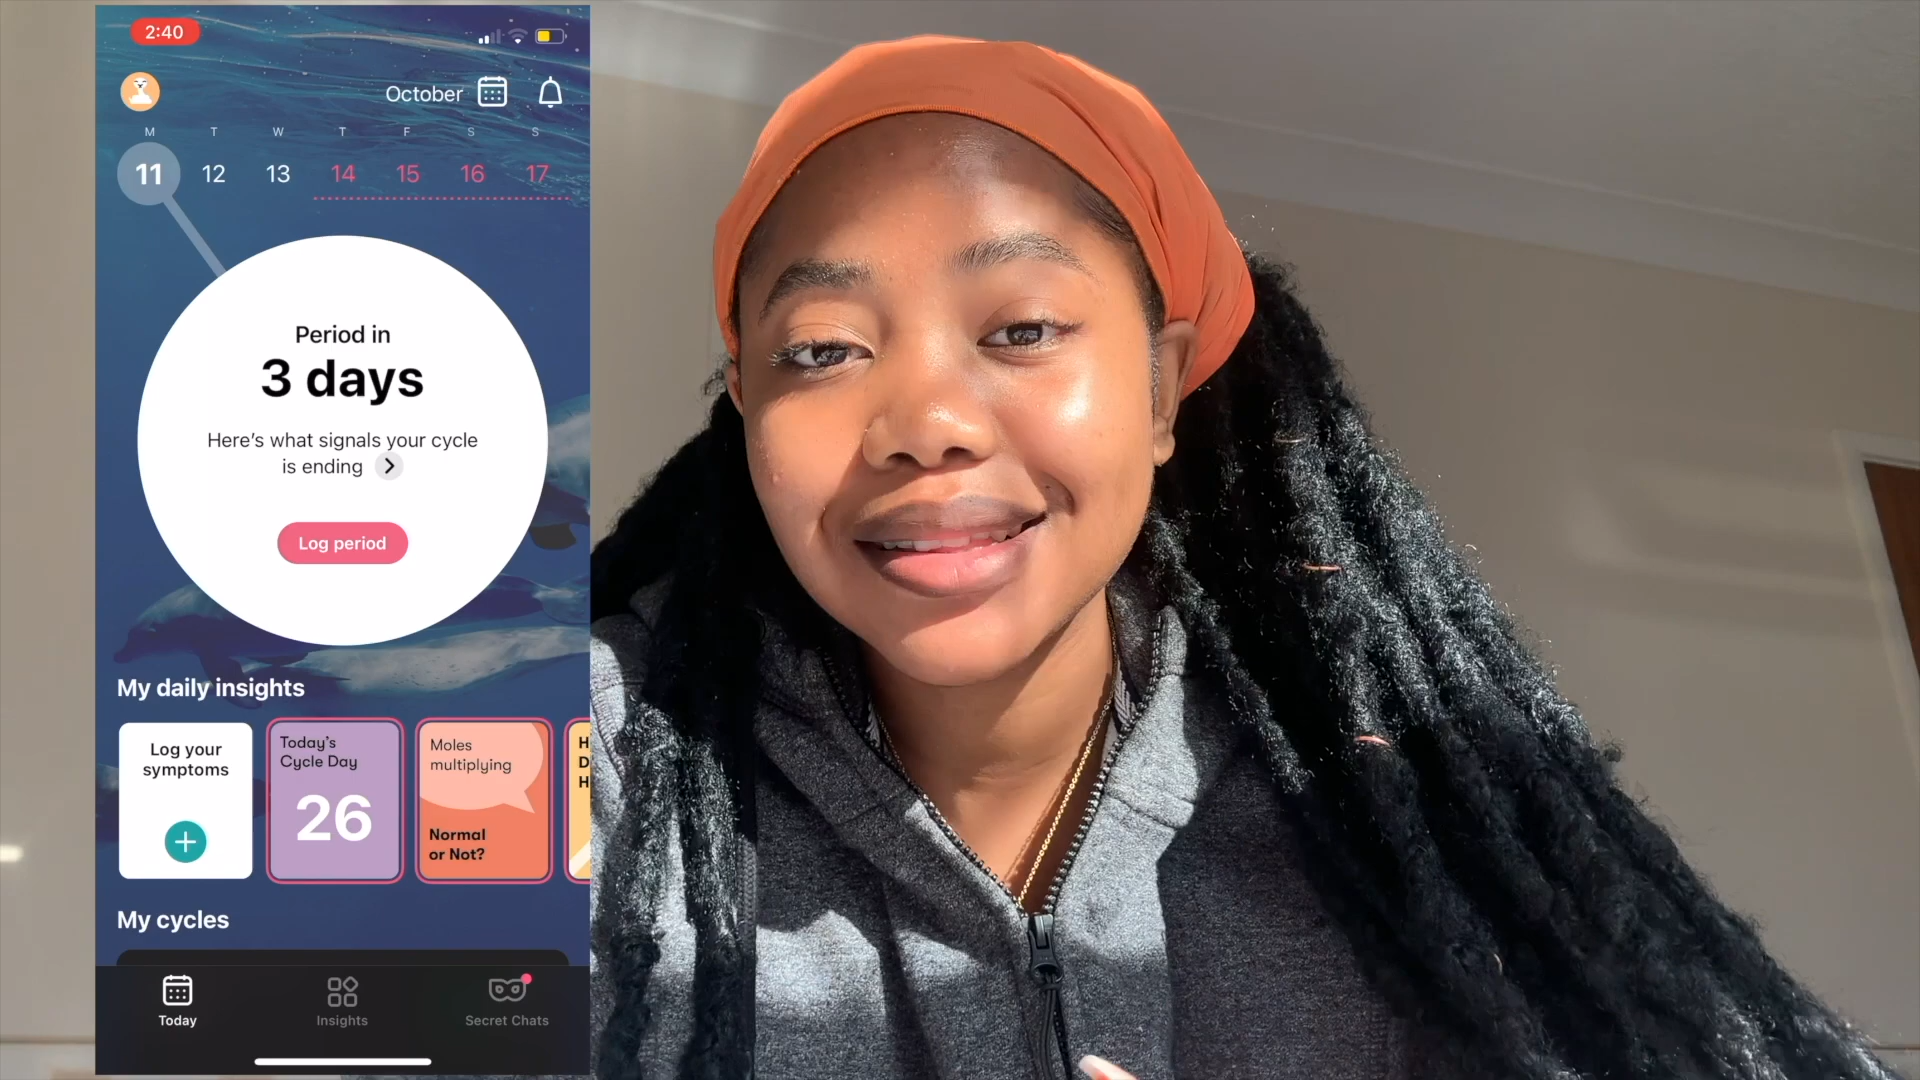 2:40
October
M T W T F S S
11 12 13 14 15 16 17
Period in
3 days
Here's what signals your cycle
is ending
Log period
My daily insights
Log your
symptoms
Today's
Cycle Day
26
Moles
multiplying
Normal
or Not?
H
D
H
My cycles
Today
Insights
Secret Chats